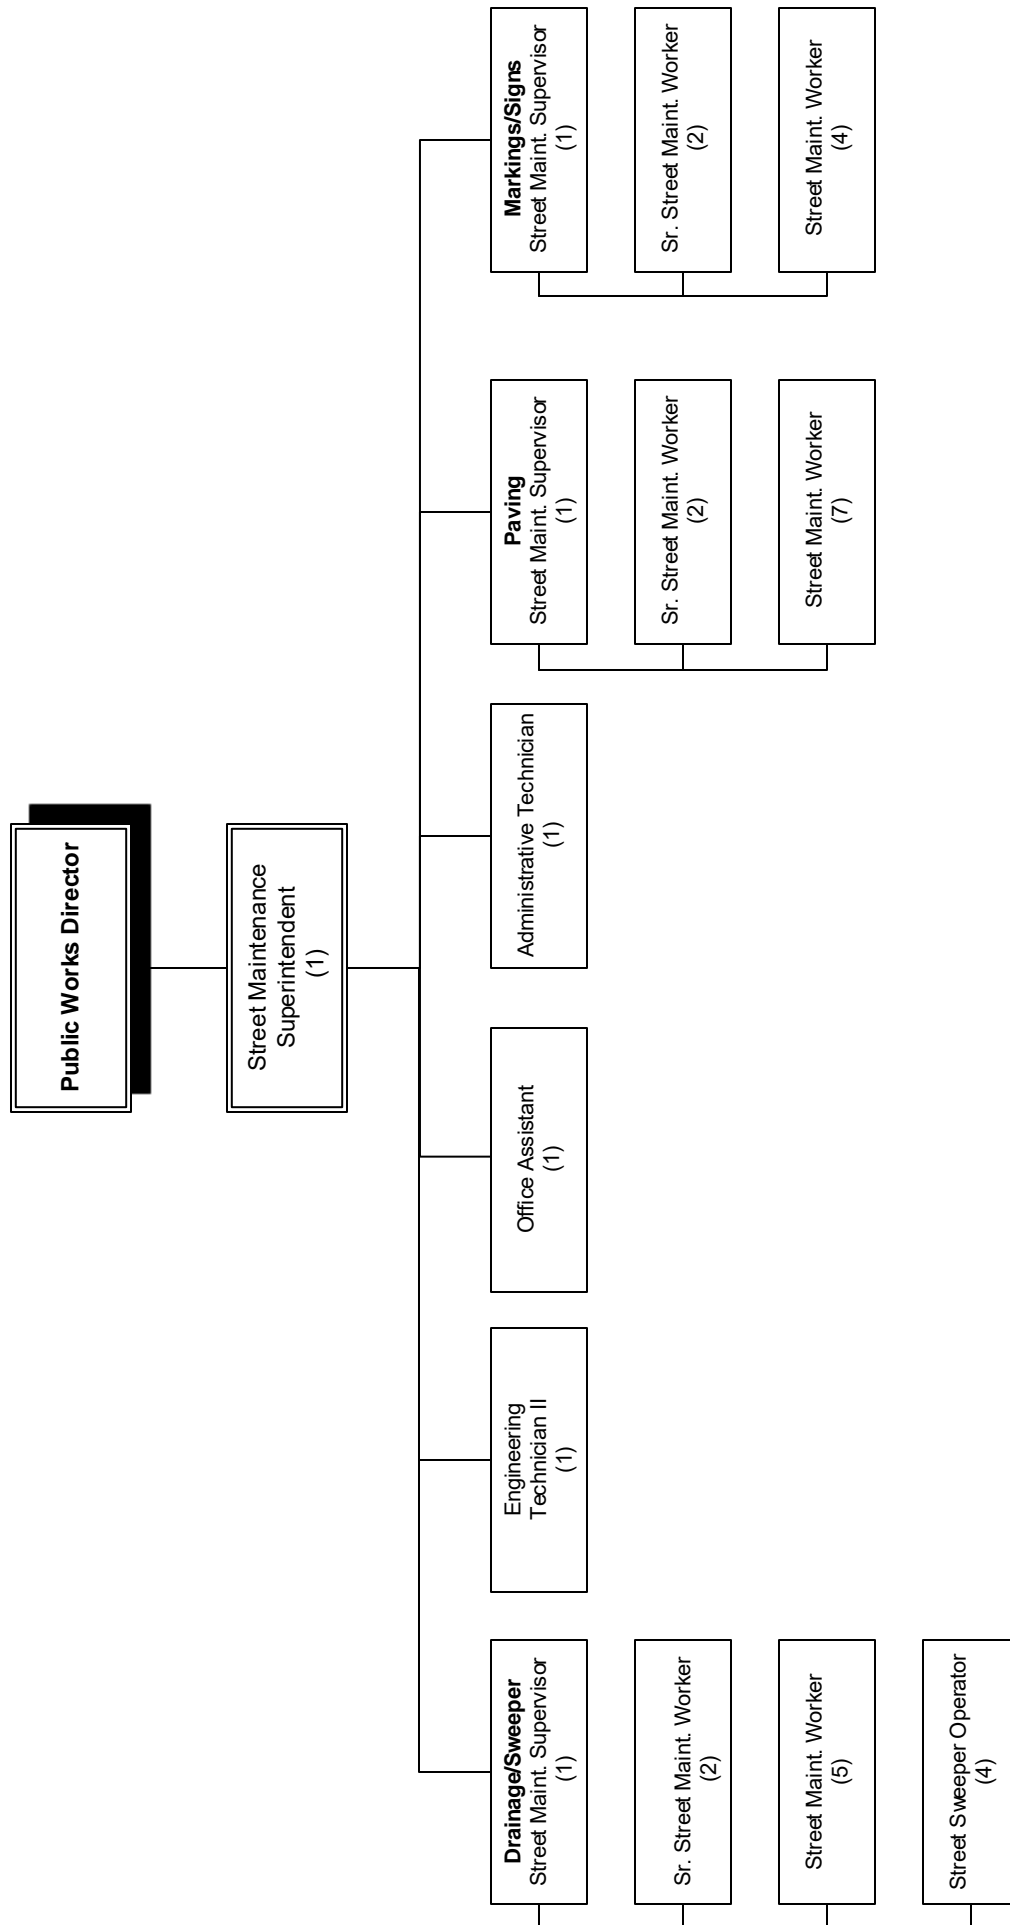 Public Works Director
Street Maintenance
Superintendent
(1)
Drainage/Sweeper
Street Maint. Supervisor
(1)
Sr. Street Maint. Worker
(2)
Street Maint. Worker
(5)
Street Sweeper Operator
(4)
Engineering
Technician II
(1)
Office Assistant
(1)
Administrative Technician
(1)
Paving
Street Maint. Supervisor
(1)
Sr. Street Maint. Worker
(2)
Street Maint. Worker
(7)
Markings/Signs
Street Maint. Supervisor
(1)
Sr. Street Maint. Worker
(2)
Street Maint. Worker
(4)